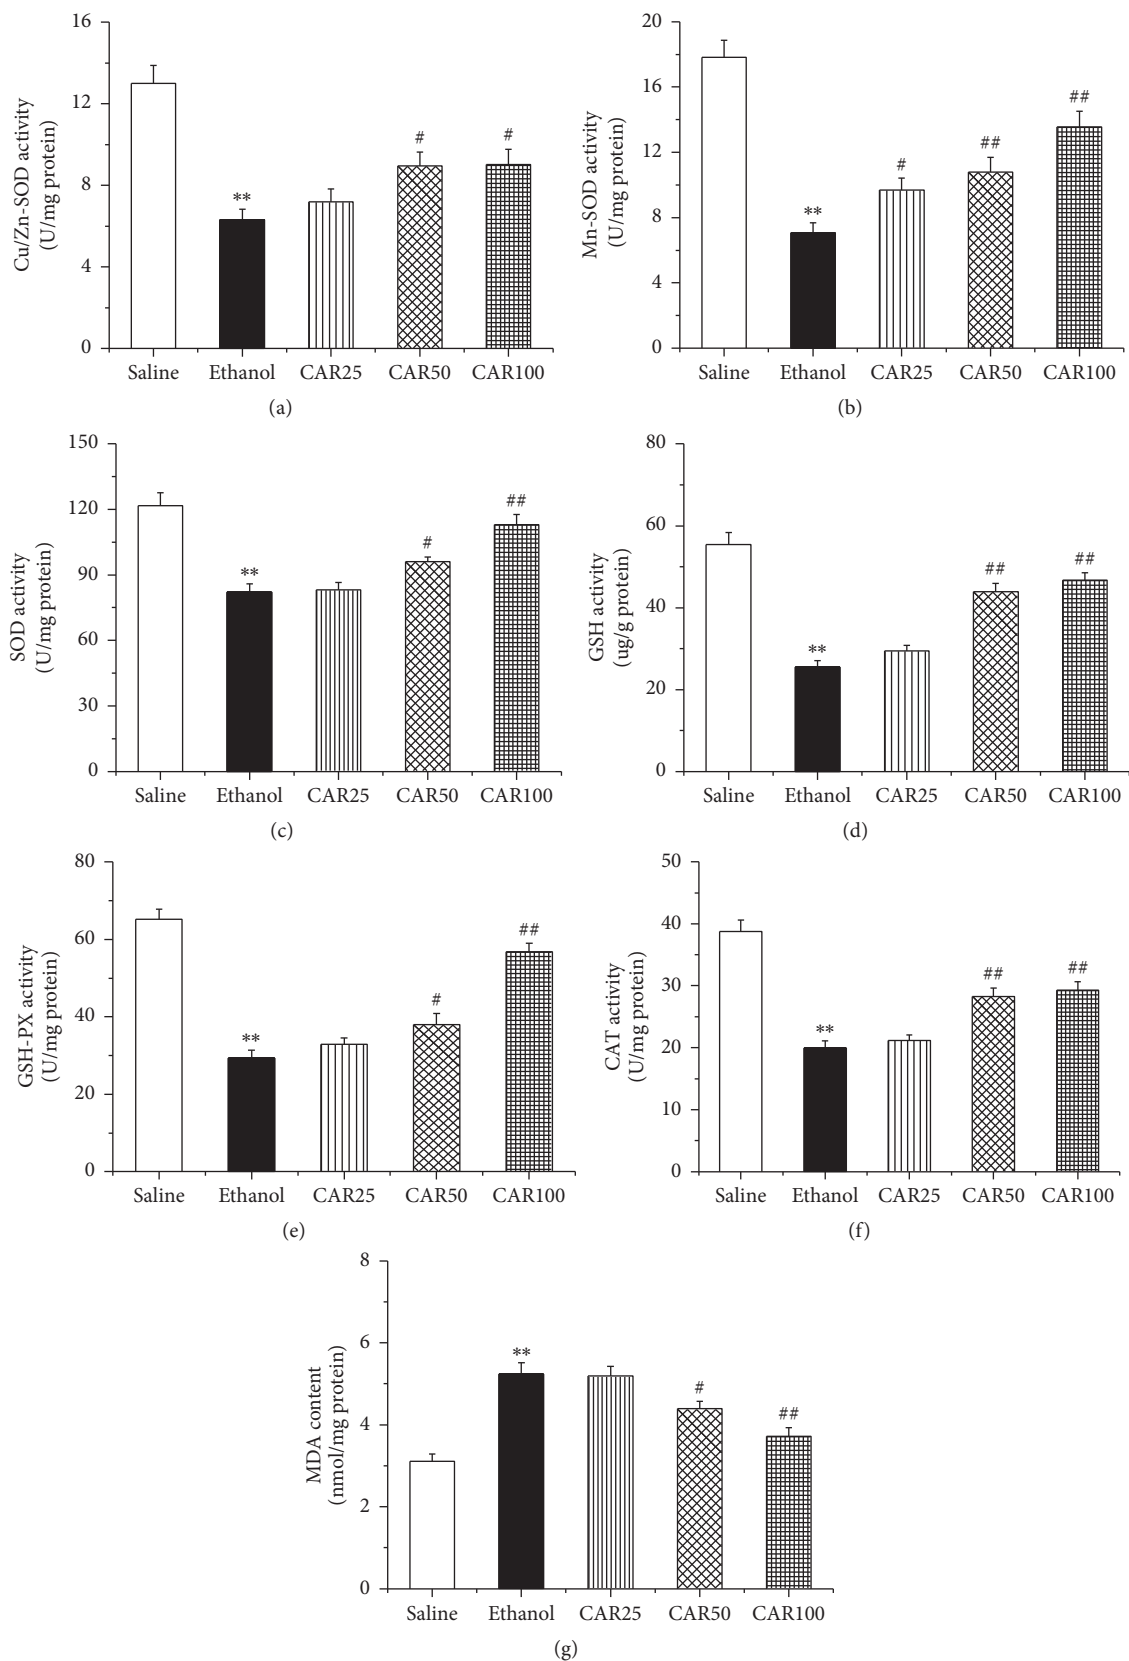 16
12
8
4
0
Cu/Zn-SOD activity
(U/mg protein)
**
#
#
Saline Ethanol CAR25 CAR50 CAR100
(a)
20
16
12
8
4
0
Mn-SOD activity
(U/mg protein)
**
#
##
##
Saline Ethanol CAR25 CAR50 CAR100
(b)
150
120
90
60
30
0
SOD activity
(U/mg protein)
**
#
##
Saline Ethanol CAR25 CAR50 CAR100
(c)
80
60
40
20
0
GSH activity
(ug/g protein)
**
##
##
Saline Ethanol CAR25 CAR50 CAR100
(d)
80
60
40
20
0
GSH-PX activity
(U/mg protein)
**
#
##
Saline Ethanol CAR25 CAR50 CAR100
(e)
50
40
30
20
10
0
CAT activity
(U/mg protein)
**
##
##
Saline Ethanol CAR25 CAR50 CAR100
(f)
8
6
4
2
0
MDA content
(nmol/mg protein)
**
#
##
Saline Ethanol CAR25 CAR50 CAR100
(g)